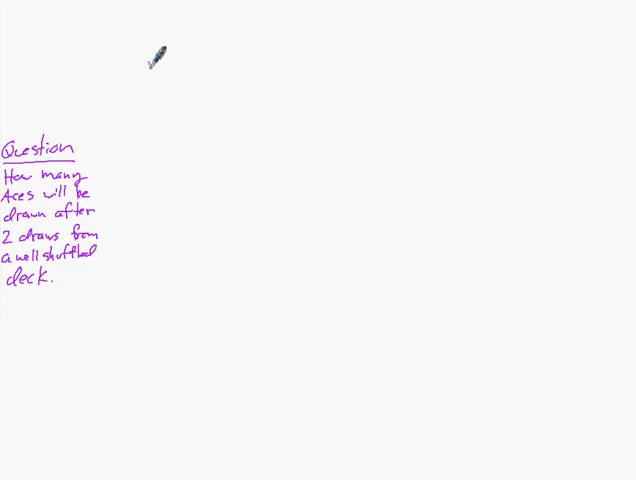 Question
How many
Aces will be
drawn after
2 draws from
a well shuffled
deck.